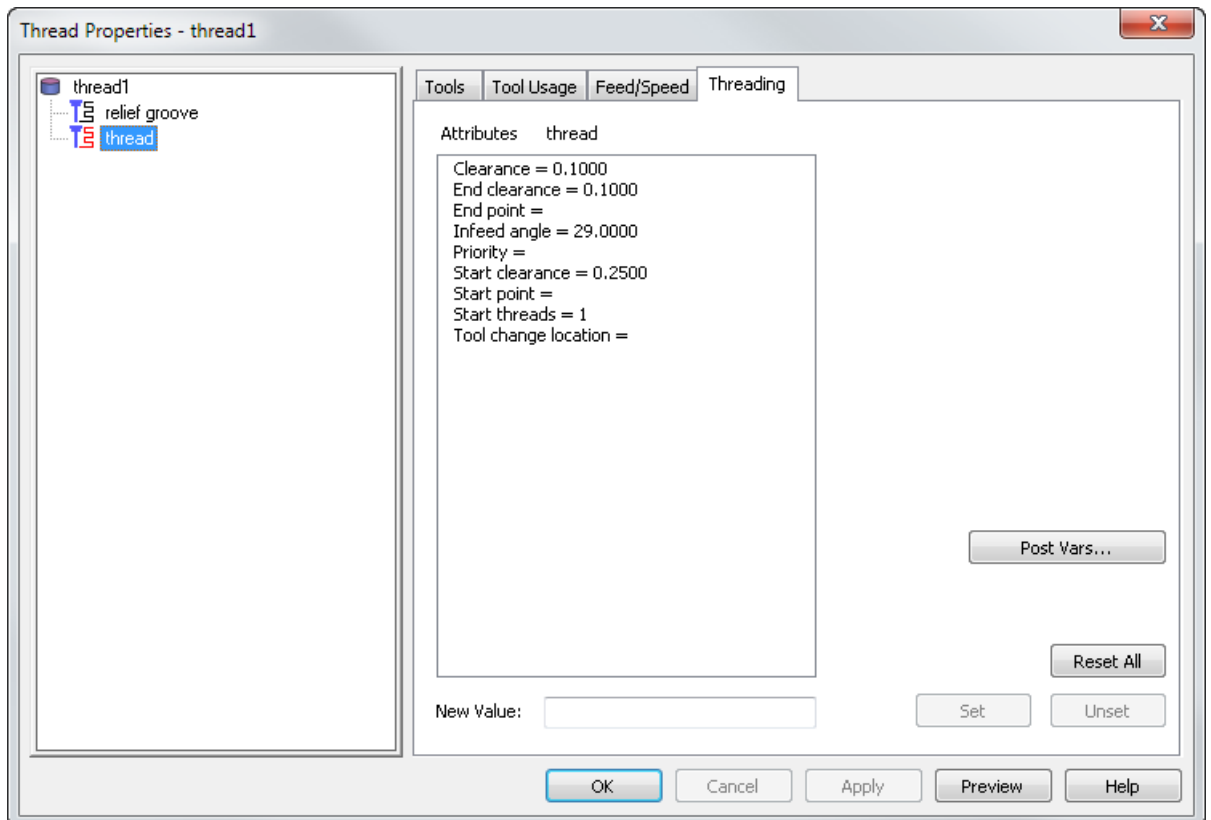 Thread Properties - thread1
thread1
relief groove
thread
Tools Tool Usage Feed/Speed Threading
Attributes thread
Clearance = 0.1000
End clearance = 0.1000
End point =
Infeed angle = 29.0000
Priority =
Start clearance = 0.2500
Start point =
Start threads = 1
Tool change location =
Post Vars...
Reset All
New Value:
Set Unset
OK Cancel Apply Preview Help